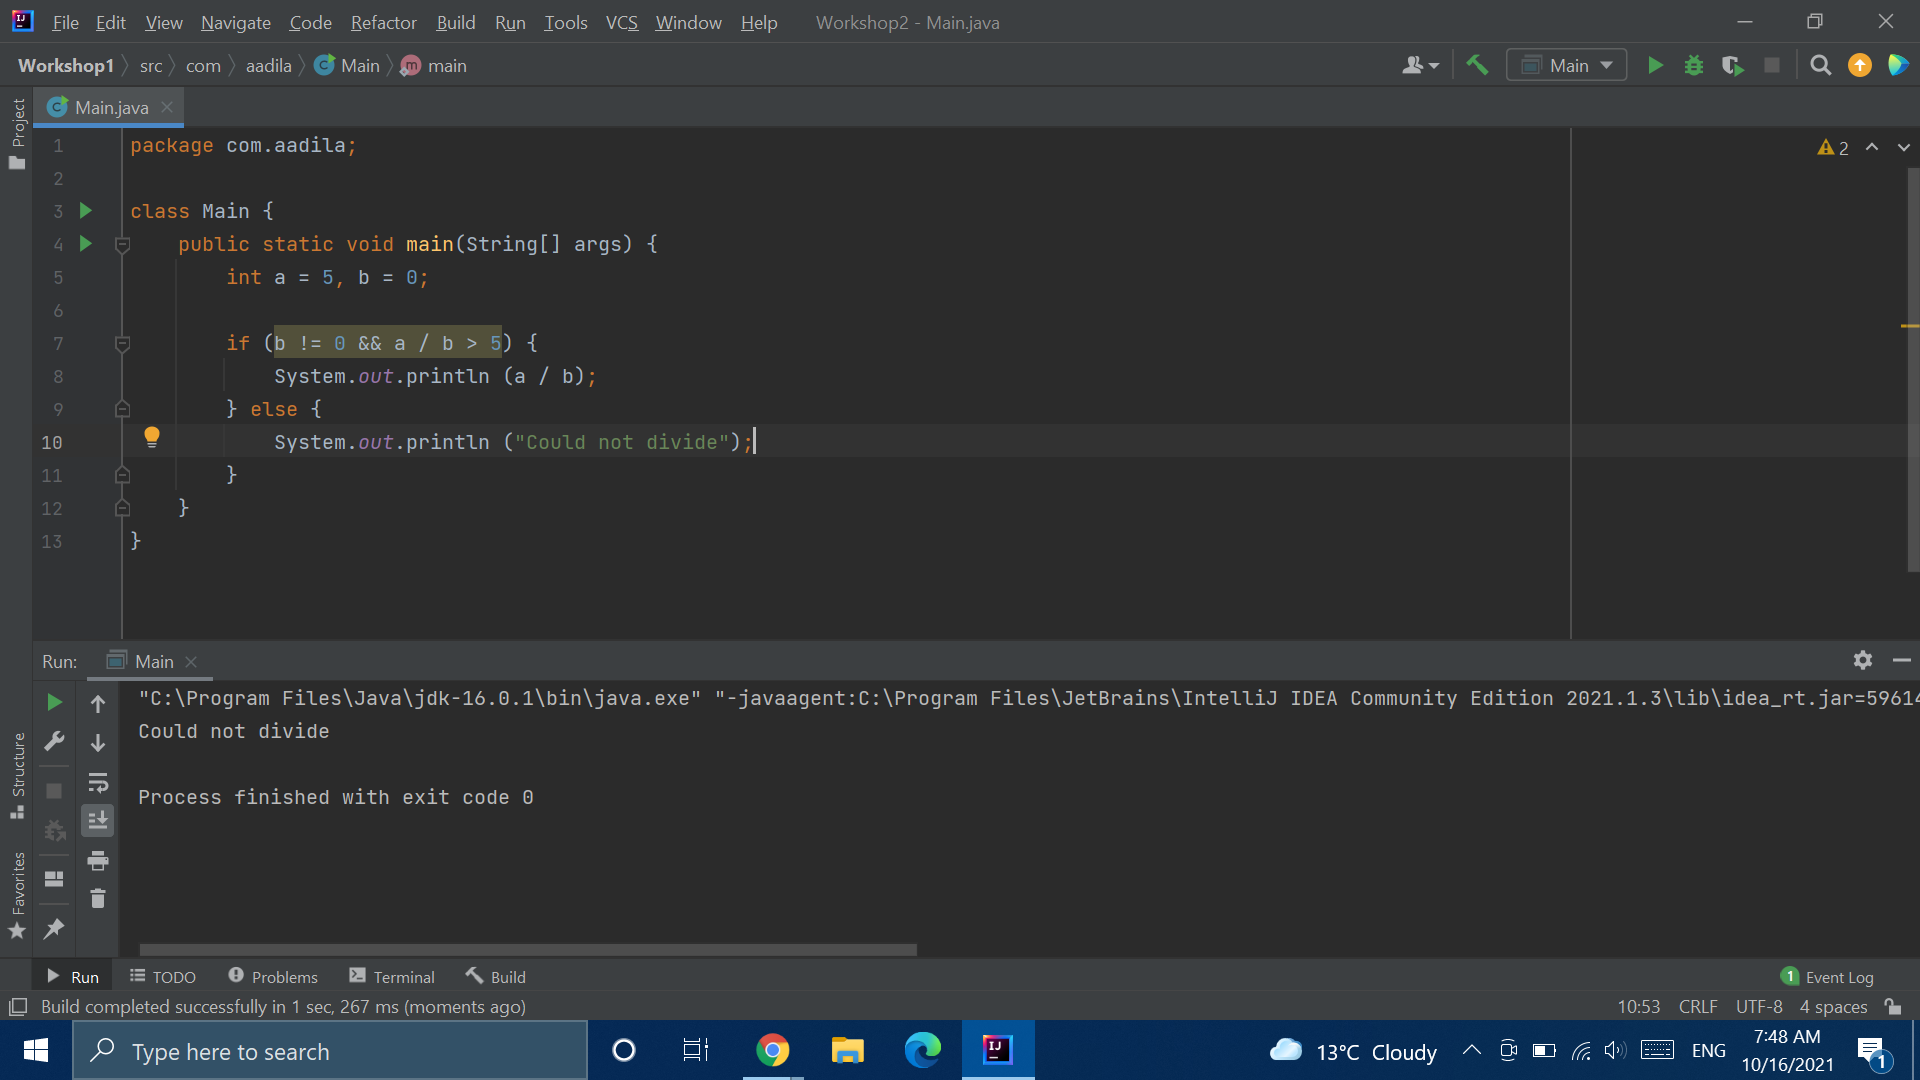 File Edit View Navigate Code Refactor Build Run Tools VCS Window Help Workshop2 - Main.java
Workshop1 src com aadila Main main Main
Project
Main.java
1 package com.aadila; 2
2
3 class Main {
4 public static void main(String[] args) {
5 int a = 5, b = 0;
6
7 if (b != 0 && a / b > 5) {
8 System.out.println (a / b);
9 } else {
10 System.out.println ("Could not divide");
11 }
12 }
13 }
Run: Main
"C:\Program Files\Java\jdk-16.0.1\bin\java.exe" "-javaagent:C:\Program Files\JetBrains\IntelliJ IDEA Community Edition 2021.1.3\lib\idea_rt.jar=59614
Could not divide
Process finished with exit code 0
Structure
Favorites
Run TODO Problems Terminal Build 1 Event Log
Build completed successfully in 1 sec, 267 ms (moments ago) 10:53 CRLF UTF-8 4 spaces
Type here to search 13°C Cloudy ENG 7:48 AM
10/16/2021 1